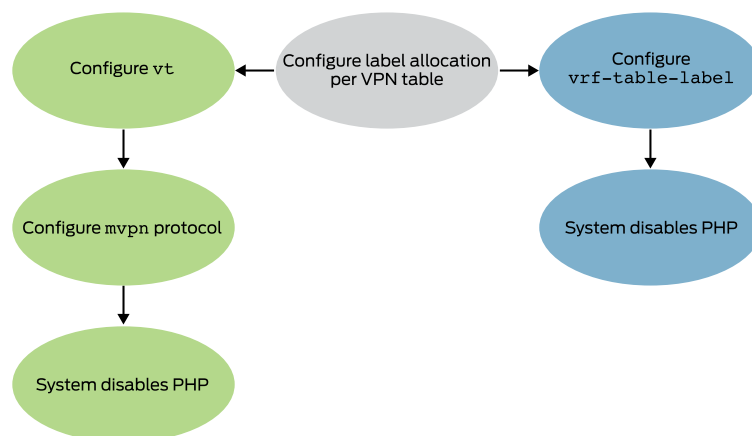 Configure vt
Configure label allocation
per VPN table
Configure
vrf-table-label
Configure mvpn protocol
System disables PHP
System disables PHP